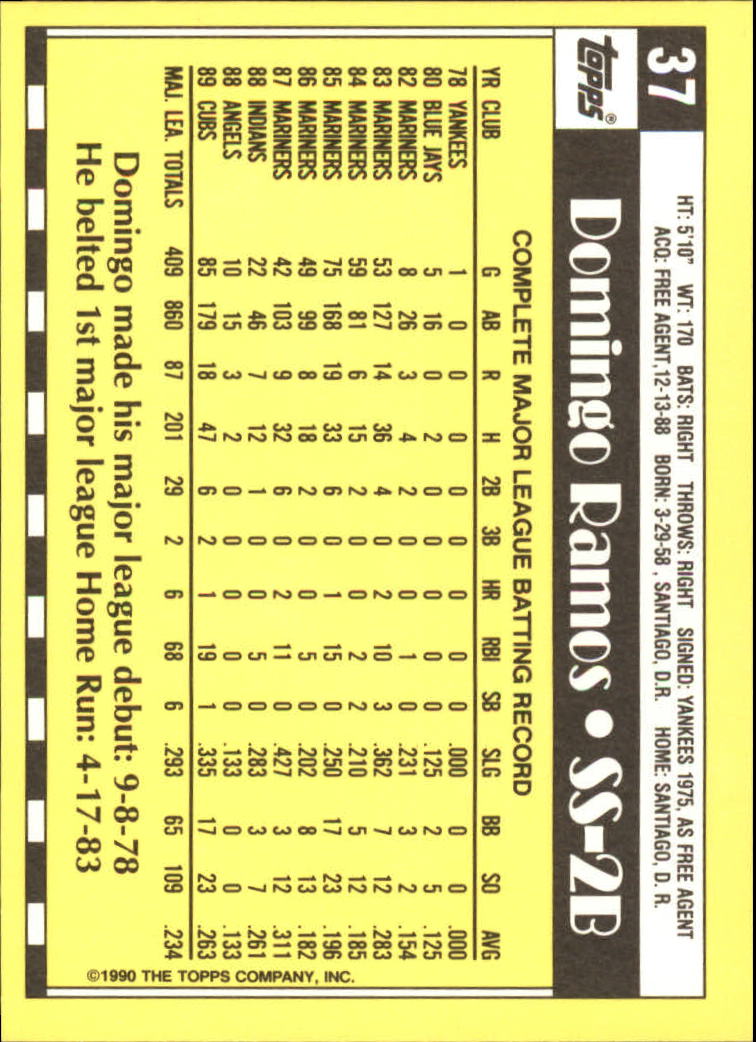 37
HT: 5'10" WT: 170 BATS: RIGHT THROWS: RIGHT SIGNED: YANKEES 1975, AS FREE AGENT
ACQ: FREE AGENT, 12-13-88 BORN: 3-29-58, SANTIAGO, D.R. HOME: SANTIAGO, D. R.
topps®
Domingo Ramos • SS-2B
COMPLETE MAJOR LEAGUE BATTING RECORD
YR CLUB G AB R H 2B 3B HR RBI SB SLG BB SO AVG
78 YANKEES 1 0 0 0 0 0 0 0 0 .000 0 0 .000
80 BLUE JAYS 5 16 0 2 0 0 0 0 0 .125 2 5 .125
82 MARINERS 8 26 3 4 2 0 0 1 0 .231 3 2 .154
83 MARINERS 53 127 14 36 4 0 2 10 3 .362 7 12 .283
84 MARINERS 59 81 6 15 2 0 0 2 2 .210 5 12 .185
85 MARINERS 75 168 19 33 6 0 1 15 0 .250 17 23 .196
86 MARINERS 49 99 8 18 2 0 0 5 0 .202 8 13 .182
87 MARINERS 42 103 9 32 6 0 2 11 0 .427 3 12 .311
88 INDIANS 22 46 7 12 1 0 0 5 0 .283 3 7 .261
88 ANGELS 10 15 3 2 0 0 0 0 0 .133 0 0 .133
89 CUBS 85 179 18 47 6 2 1 19 1 .335 17 23 .263
MAJ. LEA. TOTALS 409 860 87 201 29 2 6 68 6 .293 65 109 .234
Domingo made his major league debut: 9-8-78
He belted 1st major league Home Run: 4-17-83
©1990 THE TOPPS COMPANY, INC.